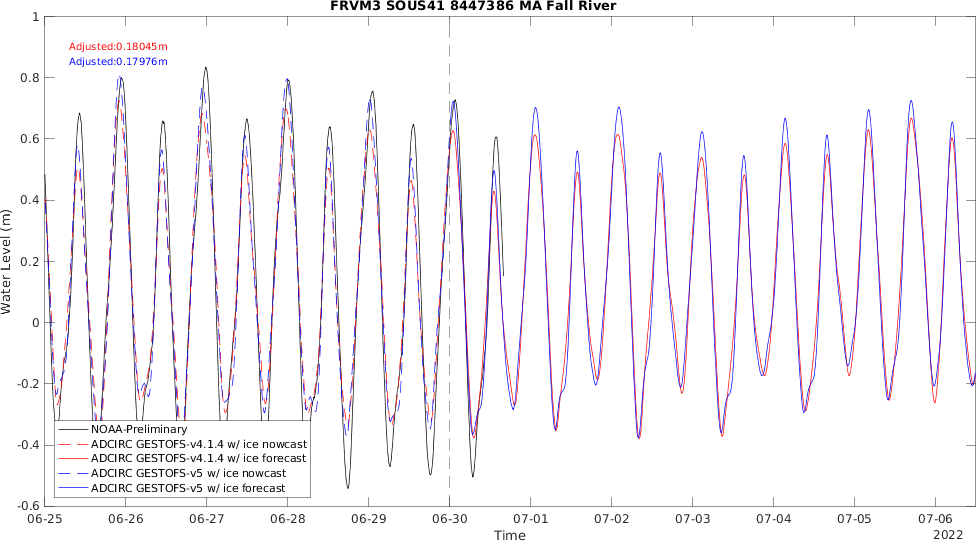 FRVM3 SOUS41 8447386 MA Fall River
Adjusted:0.18045m
Adjusted:0.17976m
Water Level (m)
1
0.8
0.6
0.4
0.2
0
-0.2
-0.4
-0.6
NOAA-Preliminary
ADCIRC GESTOFS-v4.1.4 w/ ice nowcast
ADCIRC GESTOFS-v4.1.4 w/ ice forecast
ADCIRC GESTOFS-v5 w/ ice nowcast
ADCIRC GESTOFS-v5 w/ ice forecast
06-25 06-26 06-27 06-28 06-29 06-30 07-01 07-02 07-03 07-04 07-05 07-06
Time
2022